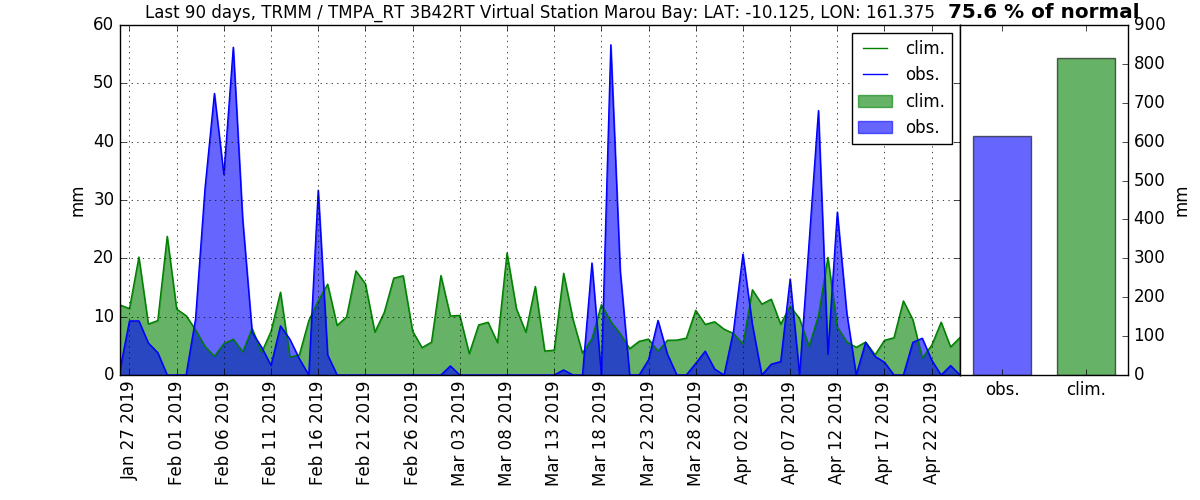 Last 90 days, TRMM / TMPA_RT 3B42RT Virtual Station Marou Bay: LAT: -10.125, LON: 161.375
75.6 % of normal
mm
60
50
40
30
20
10
0
clim.
obs.
clim.
obs.
Jan 27 2019
Feb 01 2019
Feb 06 2019
Feb 11 2019
Feb 16 2019
Feb 21 2019
Feb 26 2019
Mar 03 2019
Mar 08 2019
Mar 13 2019
Mar 18 2019
Mar 23 2019
Mar 28 2019
Apr 02 2019
Apr 07 2019
Apr 12 2019
Apr 17 2019
Apr 22 2019
obs.
clim.
900
800
700
600
500
400
300
200
100
0
mm